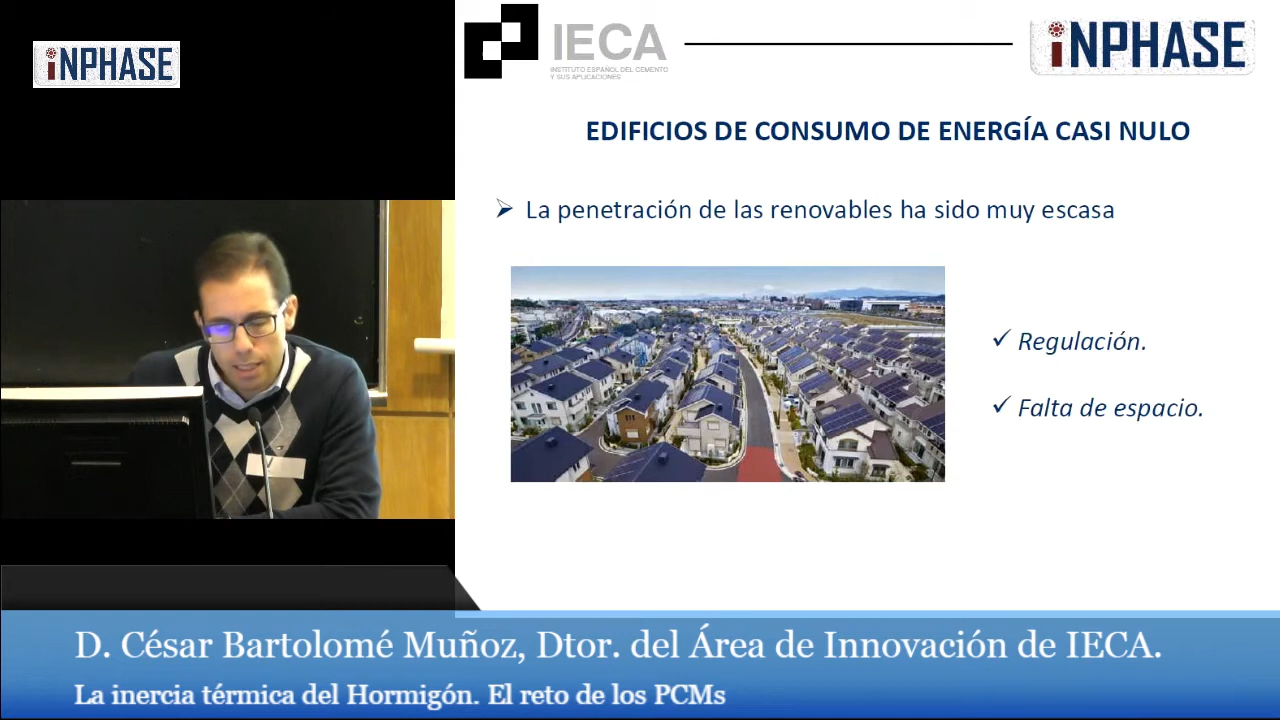 iNPHASE
IECA
INSTITUTO ESPAÑOL DEL CEMENTO
Y SUS APLICACIONES
iNPHASE
EDIFICIOS DE CONSUMO DE ENERGÍA CASI NULO
La penetración de las renovables ha sido muy escasa
Regulación.
Falta de espacio.
D. César Bartolomé Muñoz, Dtor. del Área de Innovación de IECA.
La inercia térmica del Hormigón. El reto de los PCMs